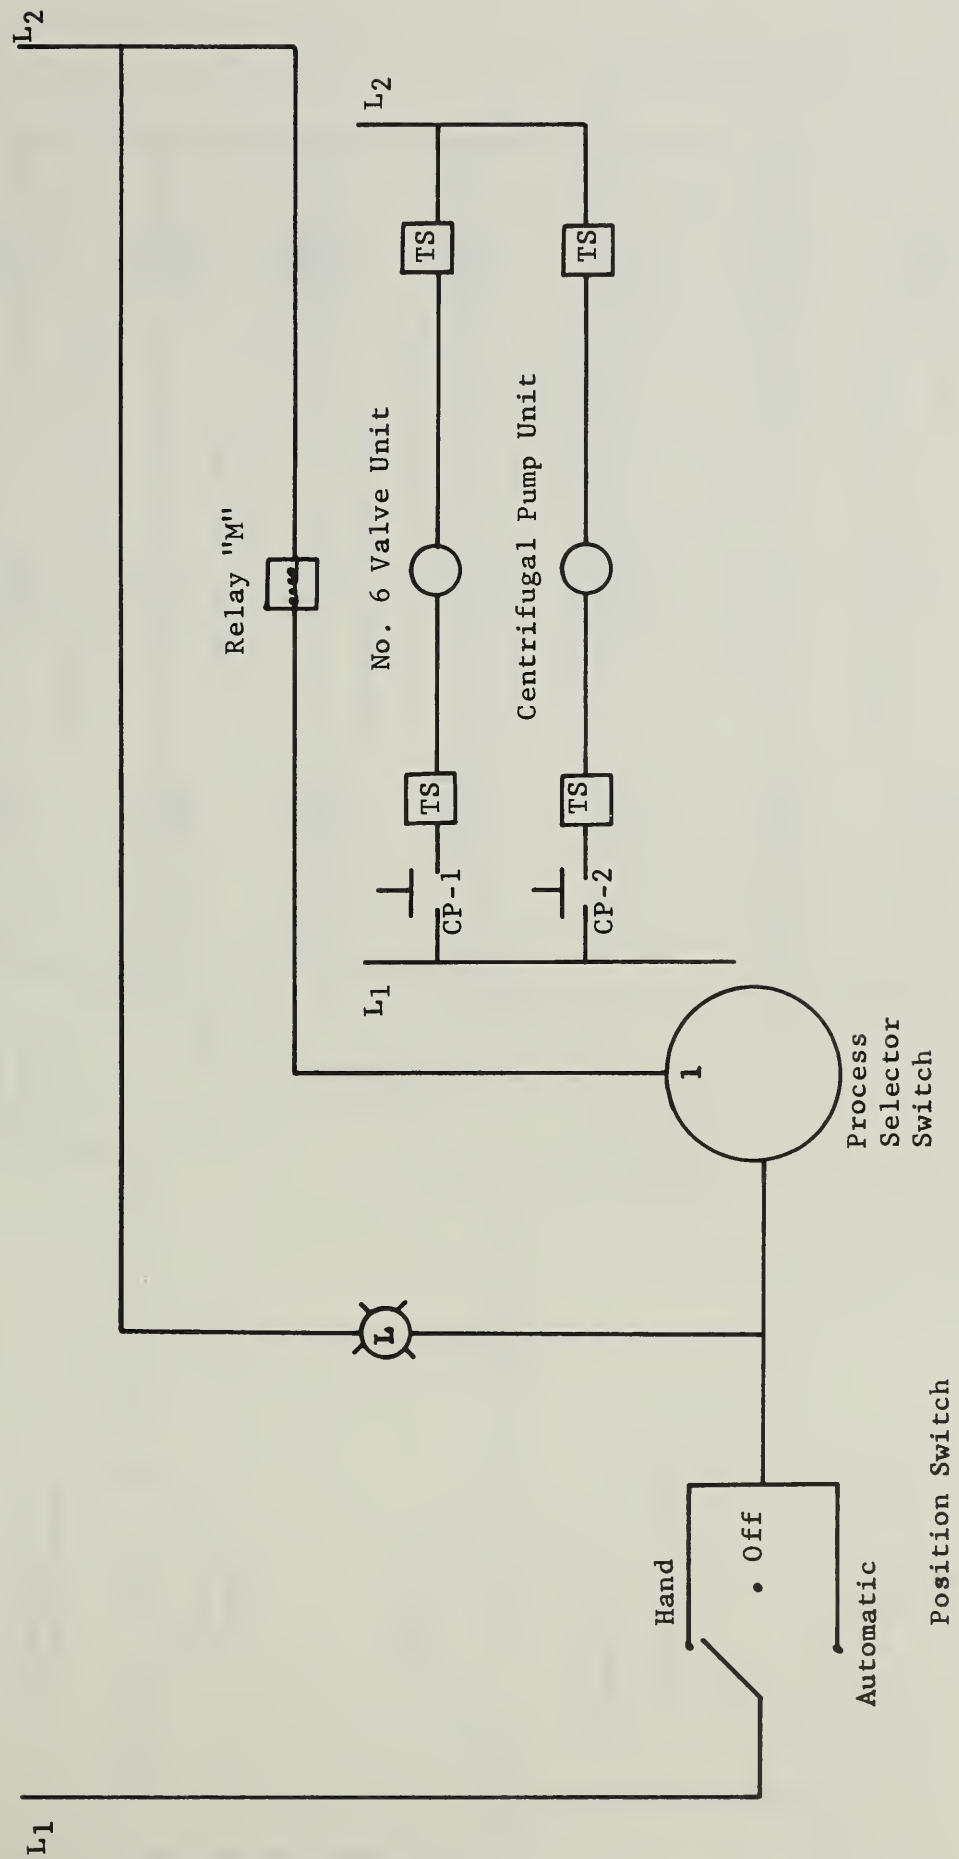 L1
L2
Relay "M"
L
L1
L2
No. 6 Valve Unit
CP-1
TS
TS
Centrifugal Pump Unit
CP-2
TS
TS
Hand
• Off
Automatic
1
Process
Selector
Switch
Position Switch